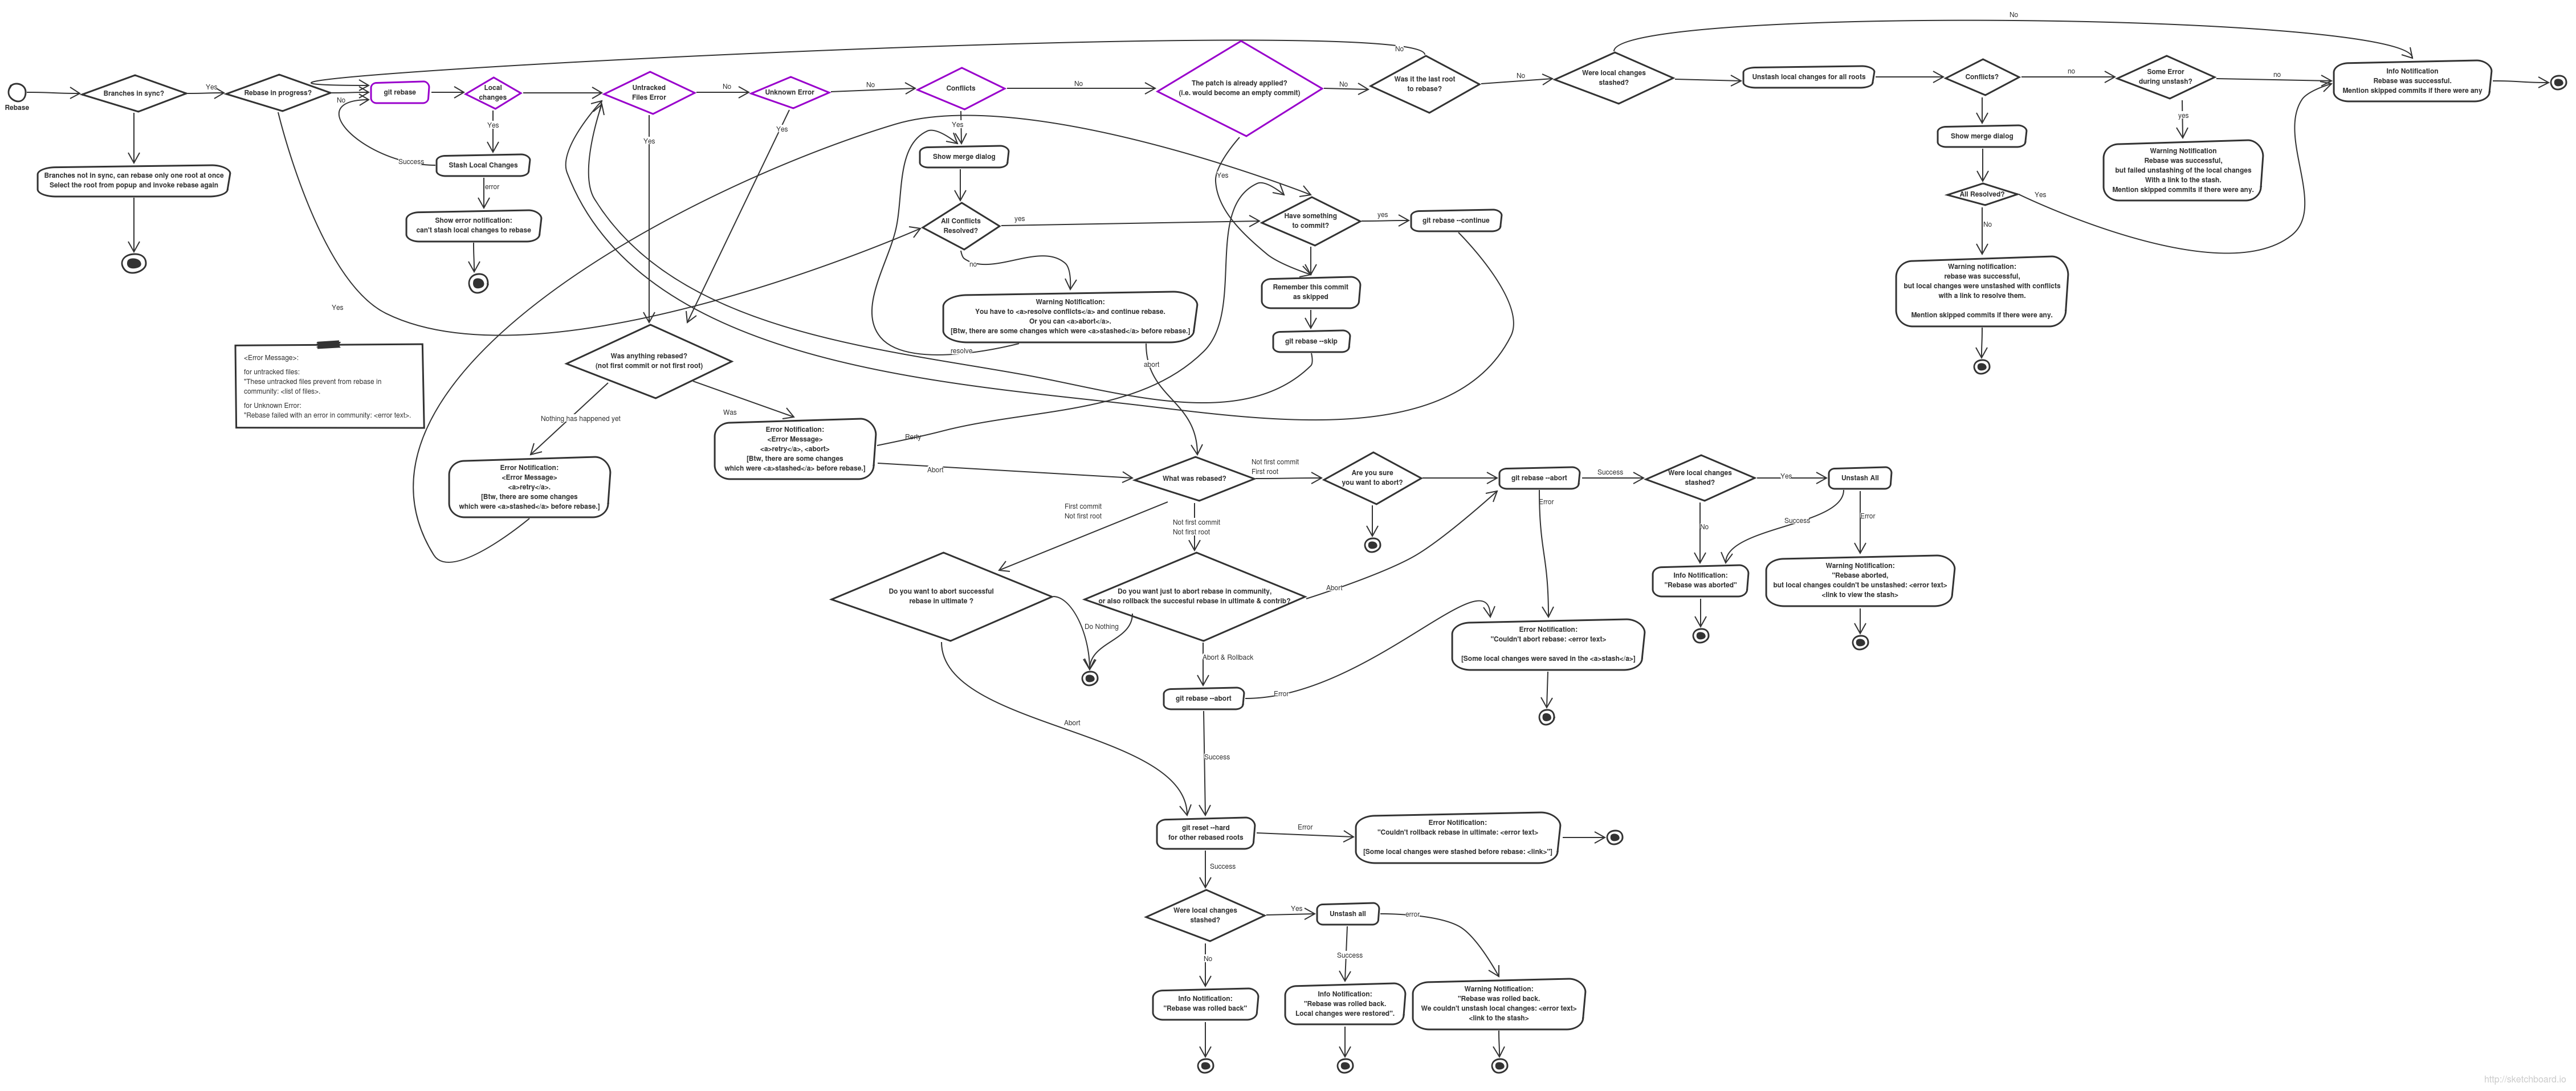 Rebase
Branches in sync?
Yes
Rebase in progress?
No
git rebase
Local
changes
Untracked
Files Error
No
Unknown Error
No
Conflicts
No
The patch is already applied?
(i.e. would become an empty commit)
No
Was it the last root
to rebase?
No
No
Were local changes
stashed?
No
Unstash local changes for all roots
Conflicts?
no
Some Error
during unstash?
no
Info Notification
Rebase was successful.
Mention skipped commits if there were any
Branches not in sync, can rebase only one root at once
Select the root from popup and invoke rebase again
Yes
Success
Stash Local Changes
error
Show error notification:
can't stash local changes to rebase
Yes
Yes
Yes
Show merge dialog
All Conflicts
Resolved?
yes
no
Yes
Have something
to commit?
yes
git rebase --continue
Remember this commit
as skipped
git rebase --skip
Warning Notification:
You have to <a>resolve conflicts</a> and continue rebase.
Or you can <a>abort</a>.
[Btw, there are some changes which were <a>stashed</a> before rebase.]
resolve
abort
Show merge dialog
All Resolved?
Yes
No
yes
Warning Notification
Rebase was successful,
but failed unstashing of the local changes
With a link to the stash.
Mention skipped commits if there were any.
Warning notification:
rebase was successful,
but local changes were unstashed with conflicts
with a link to resolve them.
Mention skipped commits if there were any.
Yes
<Error Message>:
for untracked files:
"These untracked files prevent from rebase in
community: <list of files>.
for Unknown Error:
"Rebase failed with an error in community: <error text>.
Was anything rebased?
(not first commit or not first root)
Nothing has happened yet
Was
Error Notification:
<Error Message>
<a>retry</a>.
[Btw, there are some changes
which were <a>stashed</a> before rebase.]
Error Notification:
<Error Message>
<a>retry</a>, <abort>
[Btw, there are some changes
which were <a>stashed</a> before rebase.]
Rerty
Abort
What was rebased?
Not first commit
First root
Are you sure
you want to abort?
git rebase --abort
Success
Were local changes
stashed?
Yes
Unstash All
First commit
Not first root
Not first commit
Not first root
Error
No
Success
Error
Do you want to abort successful
rebase in ultimate ?
Do you want just to abort rebase in community,
or also rollback the succesful rebase in ultimate & contrib?
Abort
Do Nothing
Info Notification:
"Rebase was aborted"
Warning Notification:
"Rebase aborted,
but local changes couldn't be unstashed: <error text>
<link to view the stash>
Error Notification:
"Couldn't abort rebase: <error text>
[Some local changes were saved in the <a>stash</a>]
Abort & Rollback
git rebase --abort
Error
Abort
Success
git reset --hard
for other rebased roots
Error
Error Notification:
"Couldn't rollback rebase in ultimate: <error text>
[Some local changes were stashed before rebase: <link>"]
Success
Were local changes
stashed?
Yes
Unstash all
error
No
Success
Info Notification:
"Rebase was rolled back"
Info Notification:
"Rebase was rolled back.
Local changes were restored".
Warning Notification:
"Rebase was rolled back.
We couldn't unstash local changes: <error text>
<link to the stash>
http://sketchboard.io